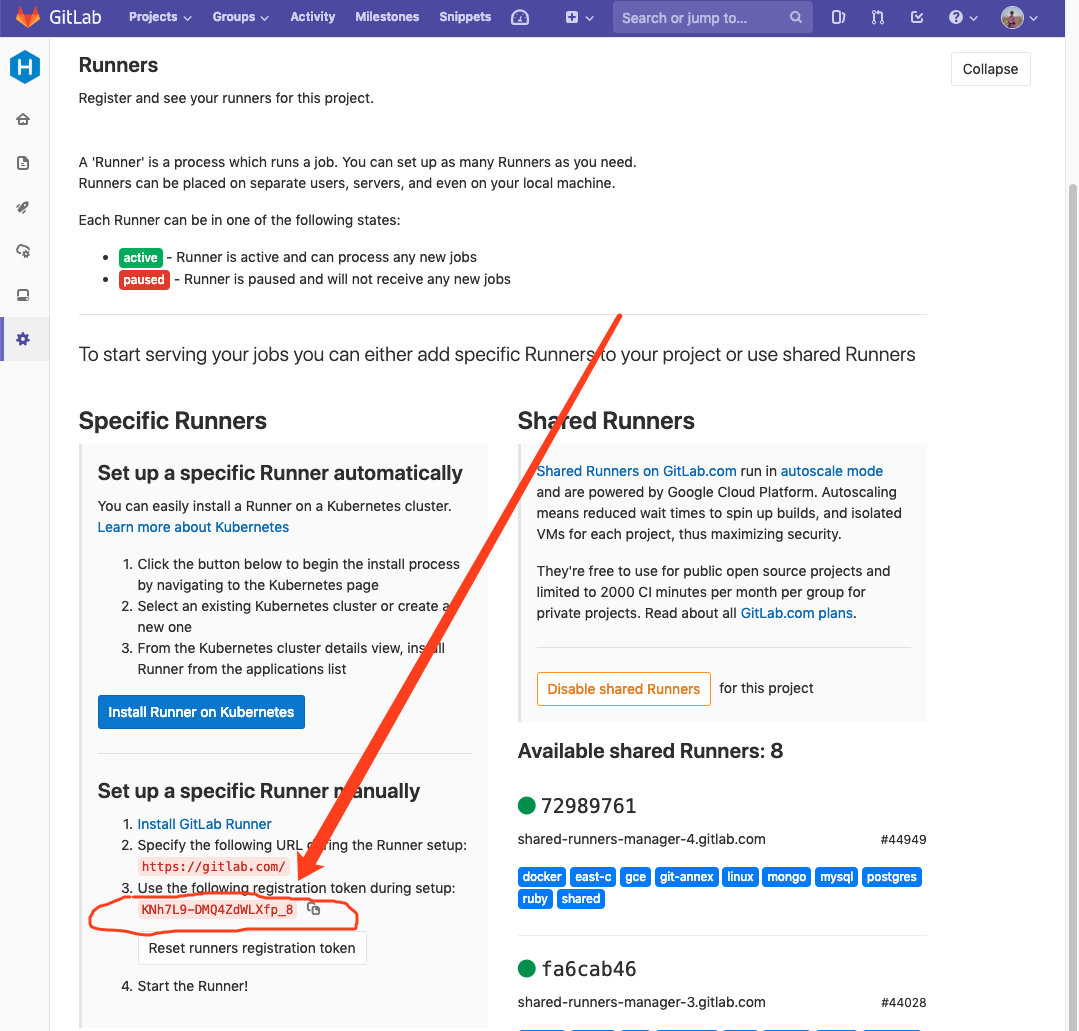 GitLab Projects Groups Activity Milestones Snippets Search or jump to...
H
Runners
Collapse
Register and see your runners for this project.
A 'Runner' is a process which runs a job. You can set up as many Runners as you need.
Runners can be placed on separate users, servers, and even on your local machine.
Each Runner can be in one of the following states:
• active - Runner is active and can process any new jobs
• paused - Runner is paused and will not receive any new jobs
To start serving your jobs you can either add specific Runners to your project or use shared Runners
Specific Runners
Set up a specific Runner automatically
You can easily install a Runner on a Kubernetes cluster.
Learn more about Kubernetes
1. Click the button below to begin the install process
by navigating to the Kubernetes page
2. Select an existing Kubernetes cluster or create a
new one
3. From the Kubernetes cluster details view, install
Runner from the applications list
Install Runner on Kubernetes
Set up a specific Runner manually
1. Install GitLab Runner
2. Specify the following URL during the Runner setup:
https://gitlab.com/
3. Use the following registration token during setup:
KNh7L9-DMQ4ZdWLXfp_8
Reset runners registration token
4. Start the Runner!
Shared Runners
Shared Runners on GitLab.com run in autoscale mode
and are powered by Google Cloud Platform. Autoscaling
means reduced wait times to spin up builds, and isolated
VMs for each project, thus maximizing security.
They're free to use for public open source projects and
limited to 2000 CI minutes per month per group for
private projects. Read about all GitLab.com plans.
Disable shared Runners for this project
Available shared Runners: 8
72989761
shared-runners-manager-4.gitlab.com #44949
docker east-c gce git-annex linux mongo mysql postgres
ruby shared
fa6cab46
shared-runners-manager-3.gitlab.com #44028